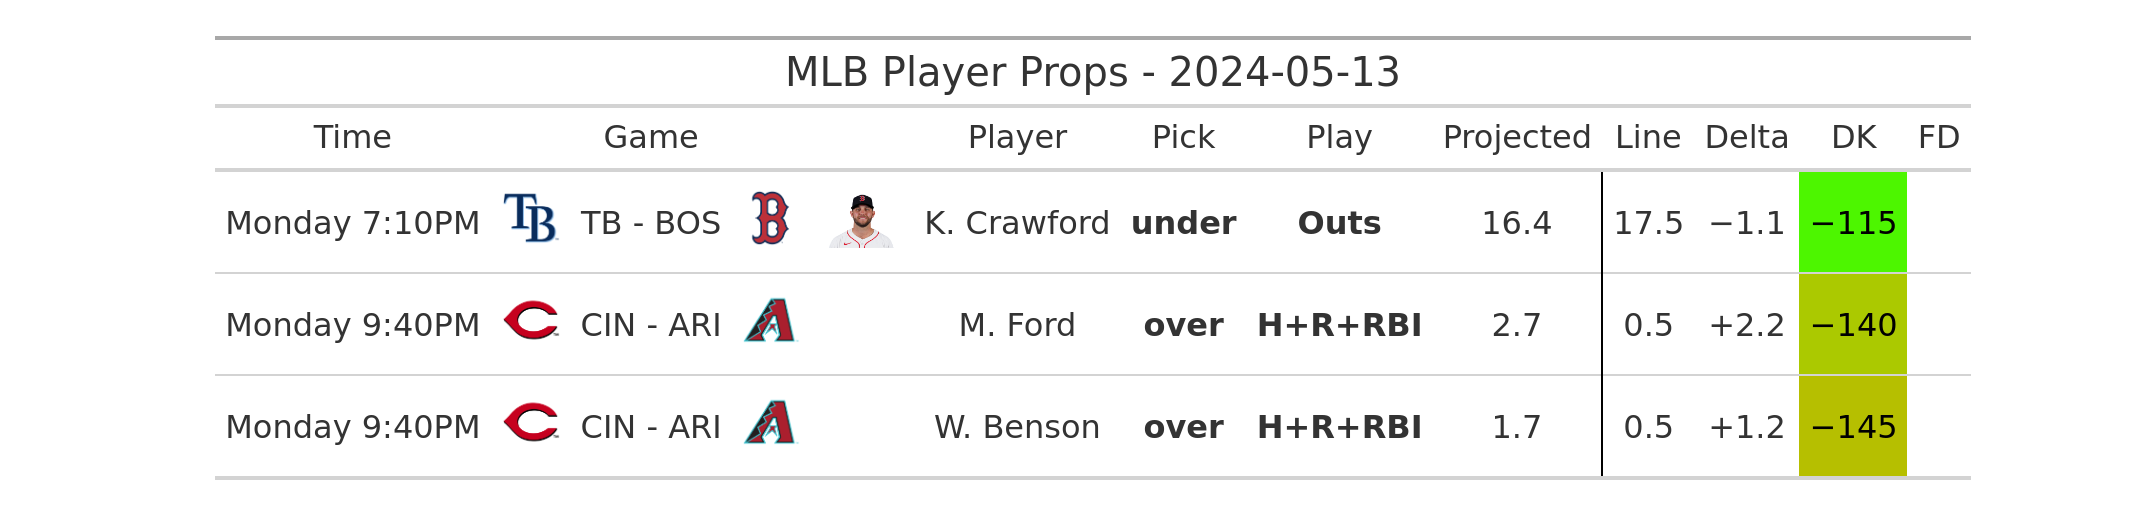 MLB Player Props - 2024-05-13
Time Game Player Pick Play Projected Line Delta DK FD
Monday 7:10PM TB TB - BOS B K. Crawford under Outs 16.4 17.5 −1.1 −115
Monday 9:40PM C CIN - ARI A M. Ford over H+R+RBI 2.7 0.5 +2.2 −140
Monday 9:40PM C CIN - ARI A W. Benson over H+R+RBI 1.7 0.5 +1.2 −145